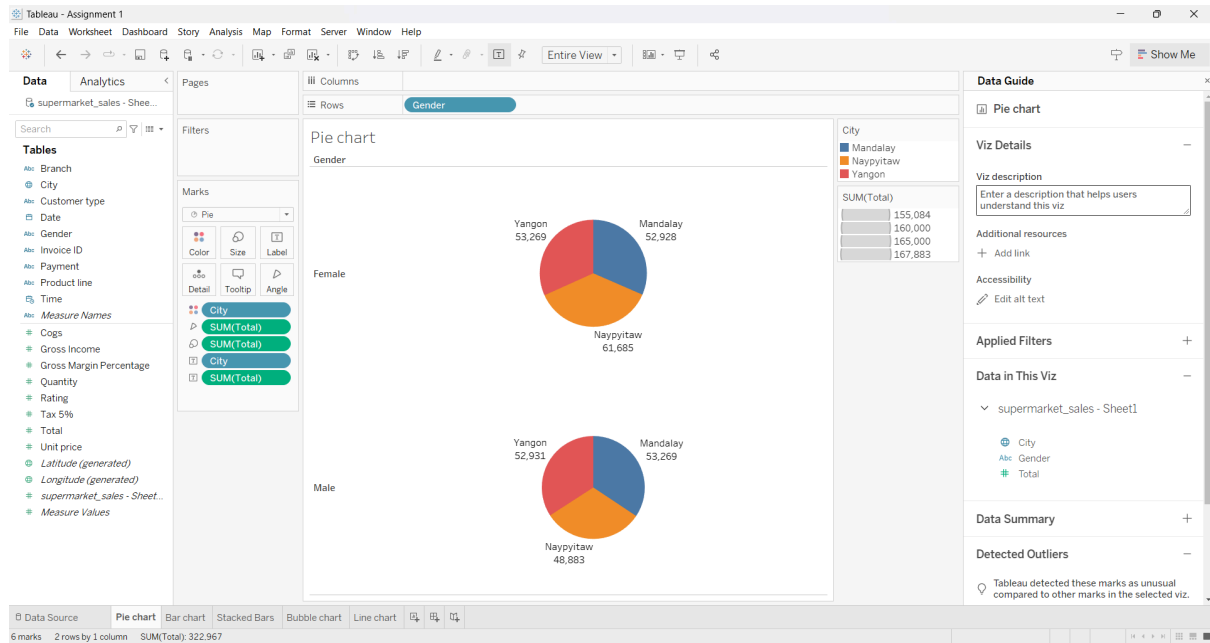 Tableau - Assignment 1
File Data Worksheet Dashboard Story Analysis Map Format Server Window Help
Entire View
Show Me
Data Analytics
supermarket_sales - Shee...
Search
Tables
Abc Branch
City
Abc Customer type
Date
Abc Gender
Abc Invoice ID
Abc Payment
Abc Product line
Time
Abc Measure Names
# Cogs
# Gross Income
# Gross Margin Percentage
# Quantity
# Rating
# Tax 5%
# Total
# Unit price
Latitude (generated)
Longitude (generated)
# supermarket_sales - Sheet...
# Measure Values
Pages
Filters
Marks
Pie
Color Size Label
Detail Tooltip Angle
City
SUM(Total)
SUM(Total)
City
SUM(Total)
Columns
Rows Gender
Pie chart
Gender
Female
Yangon
53,269
Mandalay
52,928
Naypyitaw
61,685
Male
Yangon
52,931
Mandalay
53,269
Naypyitaw
48,883
City
Mandalay
Naypyitaw
Yangon
SUM(Total)
155,084
160,000
165,000
167,883
Data Guide
Pie chart
Viz Details
Viz description
Enter a description that helps users
understand this viz
Additional resources
Add link
Accessibility
Edit alt text
Applied Filters
Data in This Viz
supermarket_sales - Sheet1
City
Abc Gender
# Total
Data Summary
Detected Outliers
Tableau detected these marks as unusual
compared to other marks in the selected viz.
Data Source Pie chart Bar chart Stacked Bars Bubble chart Line chart
6 marks 2 rows by 1 column SUM(Total): 322,967